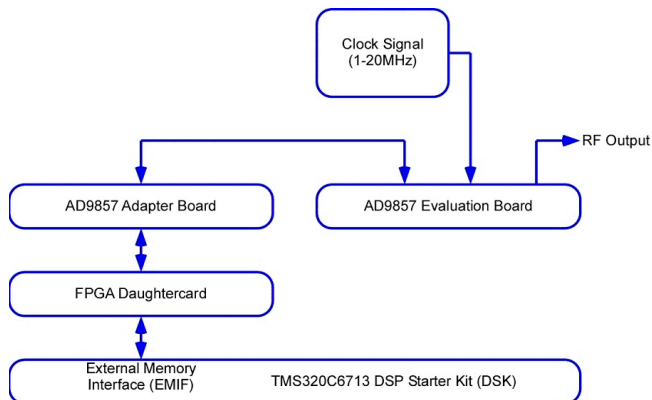 Clock Signal
(1-20MHz)
RF Output
AD9857 Adapter Board
AD9857 Evaluation Board
FPGA Daughtercard
External Memory
Interface (EMIF)
TMS320C6713 DSP Starter Kit (DSK)